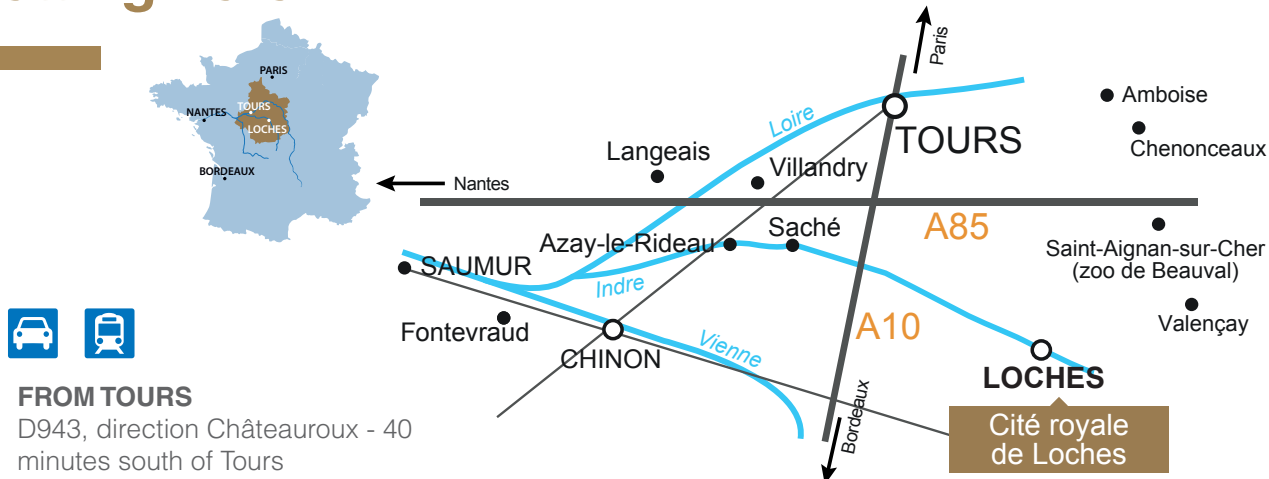 PARIS
NANTES
TOURS
LOCHES
BORDEAUX
Paris
Loire
TOURS
Amboise
Chenonceaux
Langeais
Villandry
Nantes
A85
Azay-le-Rideau
Saché
Saint-Aignan-sur-Cher
(zoo de Beauval)
SAUMUR
Indre
Fontevraud
CHINON
Vienne
A10
Valençay
LOCHES
Bordeaux
Cité royale
de Loches
FROM TOURS
D943, direction Châteauroux - 40
minutes south of Tours